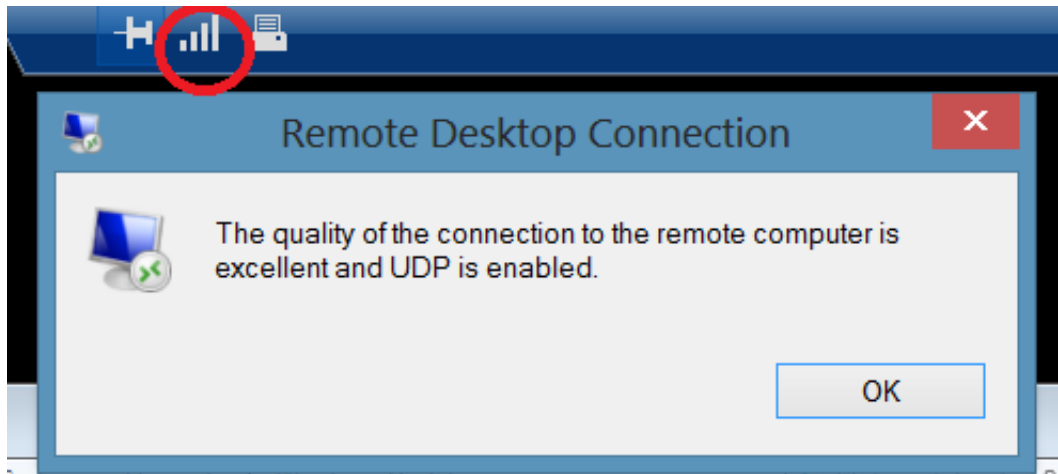 Remote Desktop Connection
The quality of the connection to the remote computer is
excellent and UDP is enabled.
OK